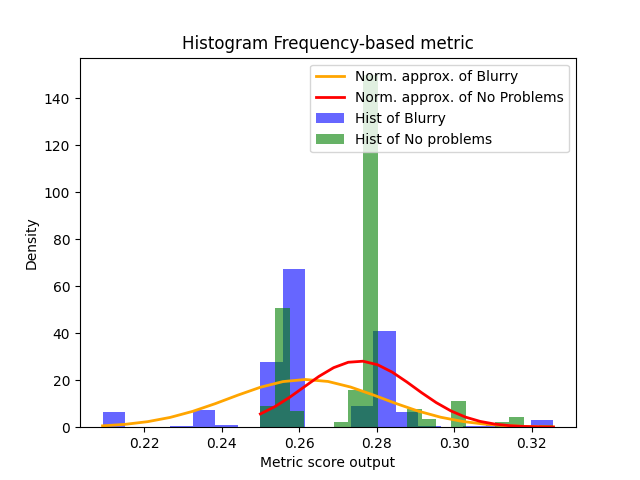 Histogram Frequency-based metric
Norm. approx. of Blurry
Norm. approx. of No Problems
Hist of Blurry
Hist of No problems
Density
140
120
100
80
60
40
20
0
0.22 0.24 0.26 0.28 0.30 0.32
Metric score output